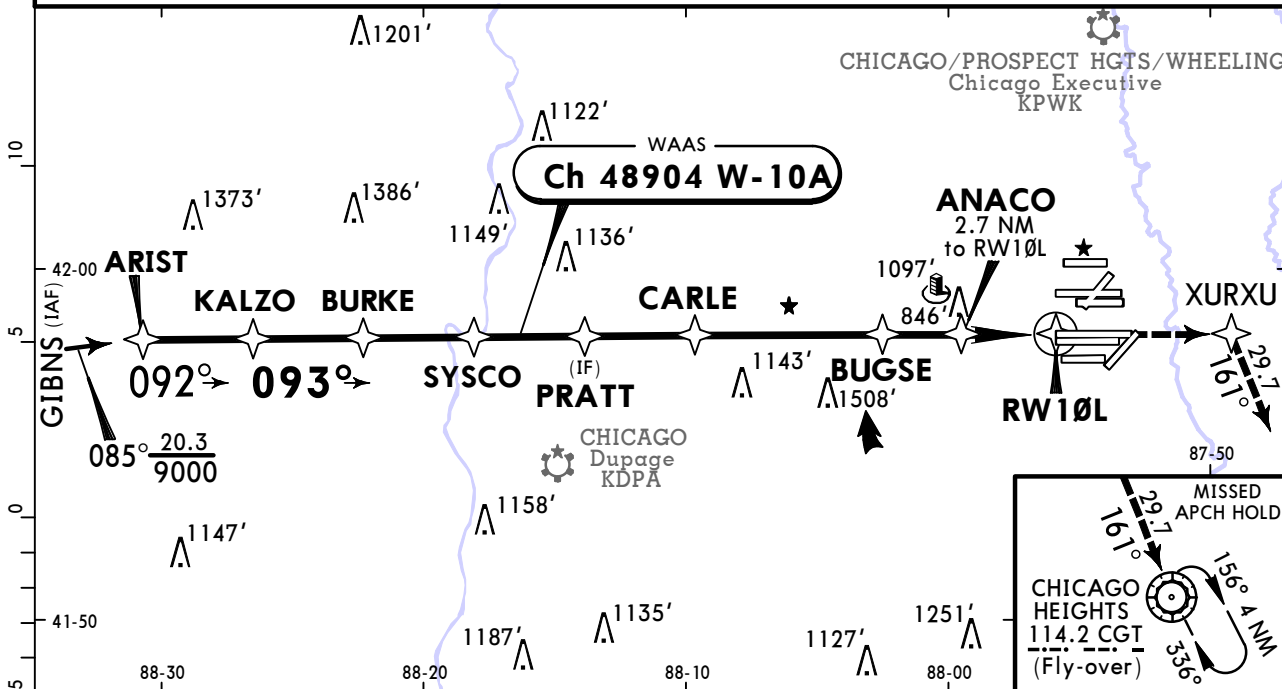 1201'
CHICAGO/PROSPECT HGTS/WHEELING
Chicago Executive
KPWK
1122'
10
WAAS
Ch 48904 W-10A
1373'
1386'
1149'
1136'
ANACO
2.7 NM
to RW1ØL
42-00
ARIST
1097'
846'
KALZO
BURKE
CARLE
XURXU
5
GIBNS (IAF)
092°
093°
SYSCO
(IF)
PRATT
1143'
BUGSE
1508'
RW1ØL
29.7
161°
085° 20.3
9000
CHICAGO
Dupage
KDPA
87-50
0
1158'
1147'
MISSED
APCH HOLD
29.7
161°
156° 4 NM
336°
CHICAGO
HEIGHTS
114.2 CGT
(Fly-over)
41-50
1187'
1135'
1127'
1251'
5
88-30
88-20
88-10
88-00